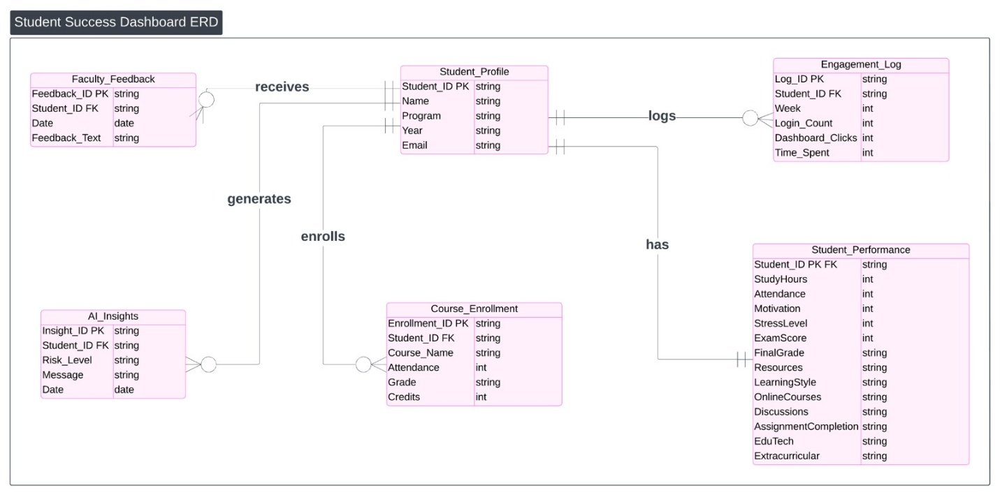 Student Success Dashboard ERD
Faculty_Feedback
Feedback_ID PK string
Student_ID FK string
Date date
Feedback_Text string
receives
Student_Profile
Student_ID PK string
Name string
Program string
Year string
Email string
logs
Engagement_Log
Log_ID PK string
Student_ID FK string
Week int
Login_Count int
Dashboard_Clicks int
Time_Spent int
generates
enrolls
has
AI_Insights
Insight_ID PK string
Student_ID FK string
Risk_Level string
Message string
Date date
Course_Enrollment
Enrollment_ID PK string
Student_ID FK string
Course_Name string
Attendance int
Grade string
Credits int
Student_Performance
Student_ID PK FK string
StudyHours int
Attendance int
Motivation int
StressLevel int
ExamScore int
FinalGrade string
Resources string
LearningStyle string
OnlineCourses string
Discussions string
AssignmentCompletion string
EduTech string
Extracurricular string